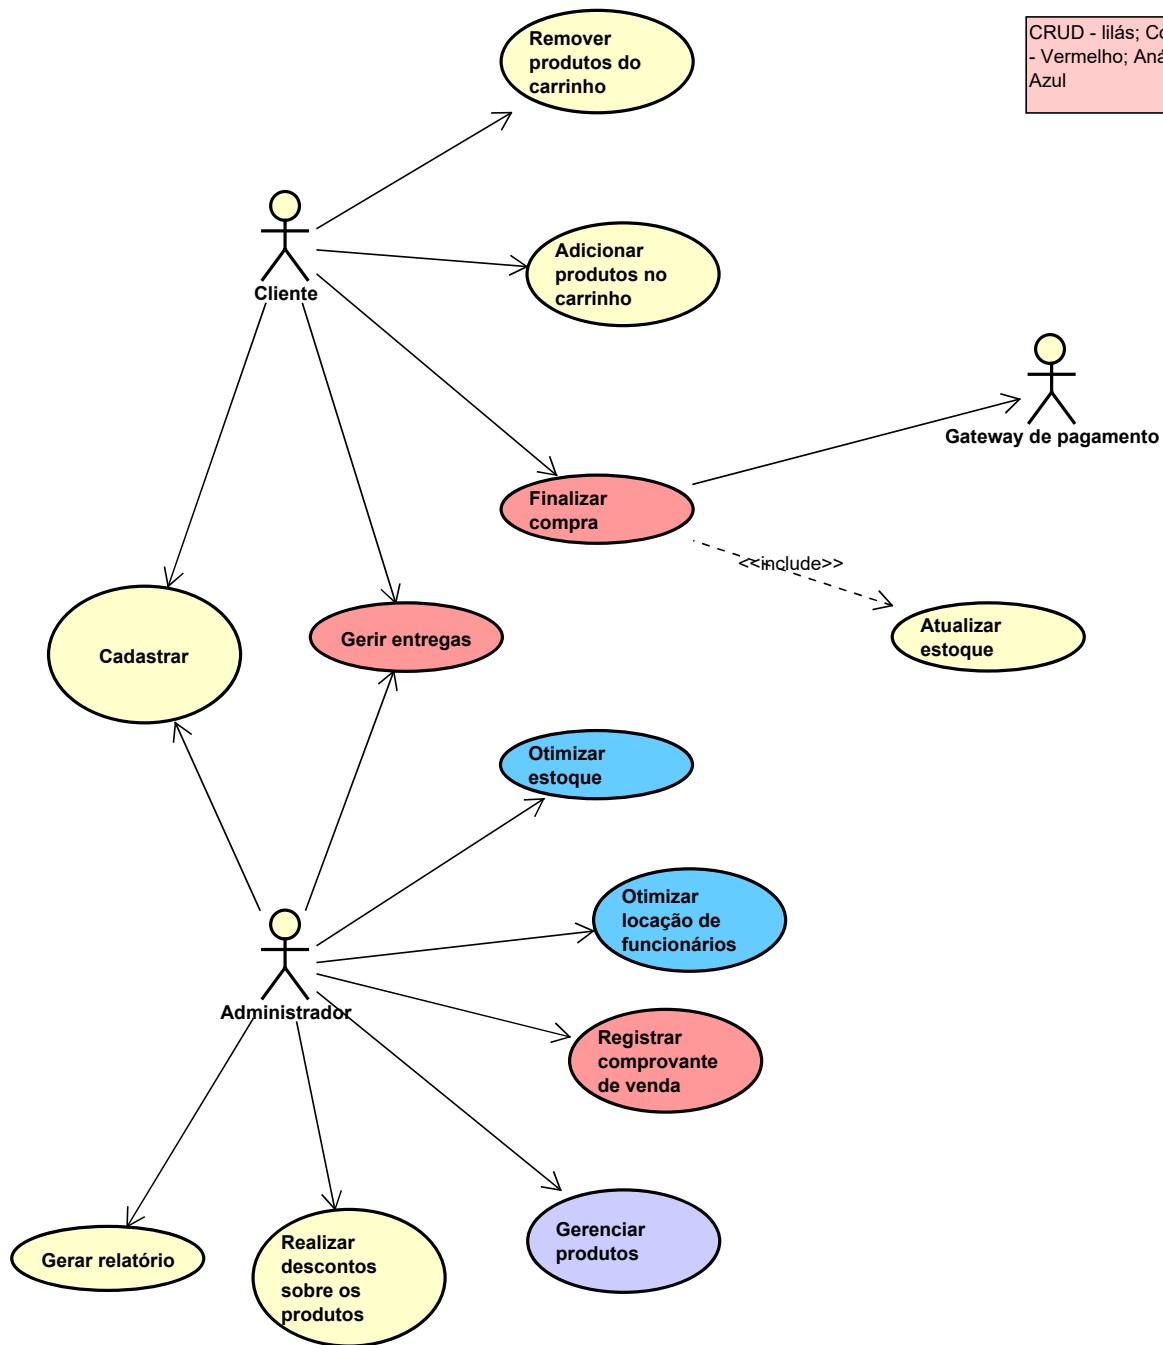 Remover
produtos do
carrinho
CRUD - lilás;
- Vermelho;
Azul
Cliente
Adicionar
produtos no
carrinho
Gateway de pagamento
Finalizar
compra
<<include>>
Atualizar
estoque
Cadastrar
Gerir entregas
Otimizar
estoque
Otimizar
locação de
funcionários
Administrador
Registrar
comprovante
de venda
Gerenciar
produtos
Gerar relatório
Realizar
descontos
sobre os
produtos